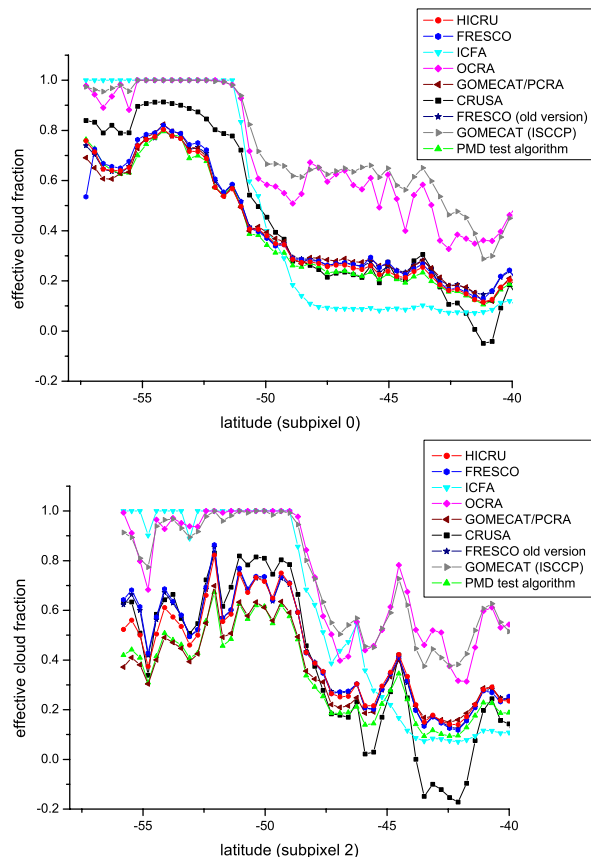 HICRU
FRESCO
ICFA
OCRA
GOMECAT/PCRA
CRUSA
FRESCO (old version)
GOMECAT (ISCCP)
PMD test algorithm
effective cloud fraction
1.0
0.8
0.6
0.4
0.2
0.0
-0.2
-55
-50
-45
-40
latitude (subpixel 0)
HICRU
FRESCO
ICFA
OCRA
GOMECAT/PCRA
CRUSA
FRESCO old version
GOMECAT (ISCCP)
PMD test algorithm
effective cloud fraction
1.0
0.8
0.6
0.4
0.2
0.0
-0.2
-55
-50
-45
-40
latitude (subpixel 2)